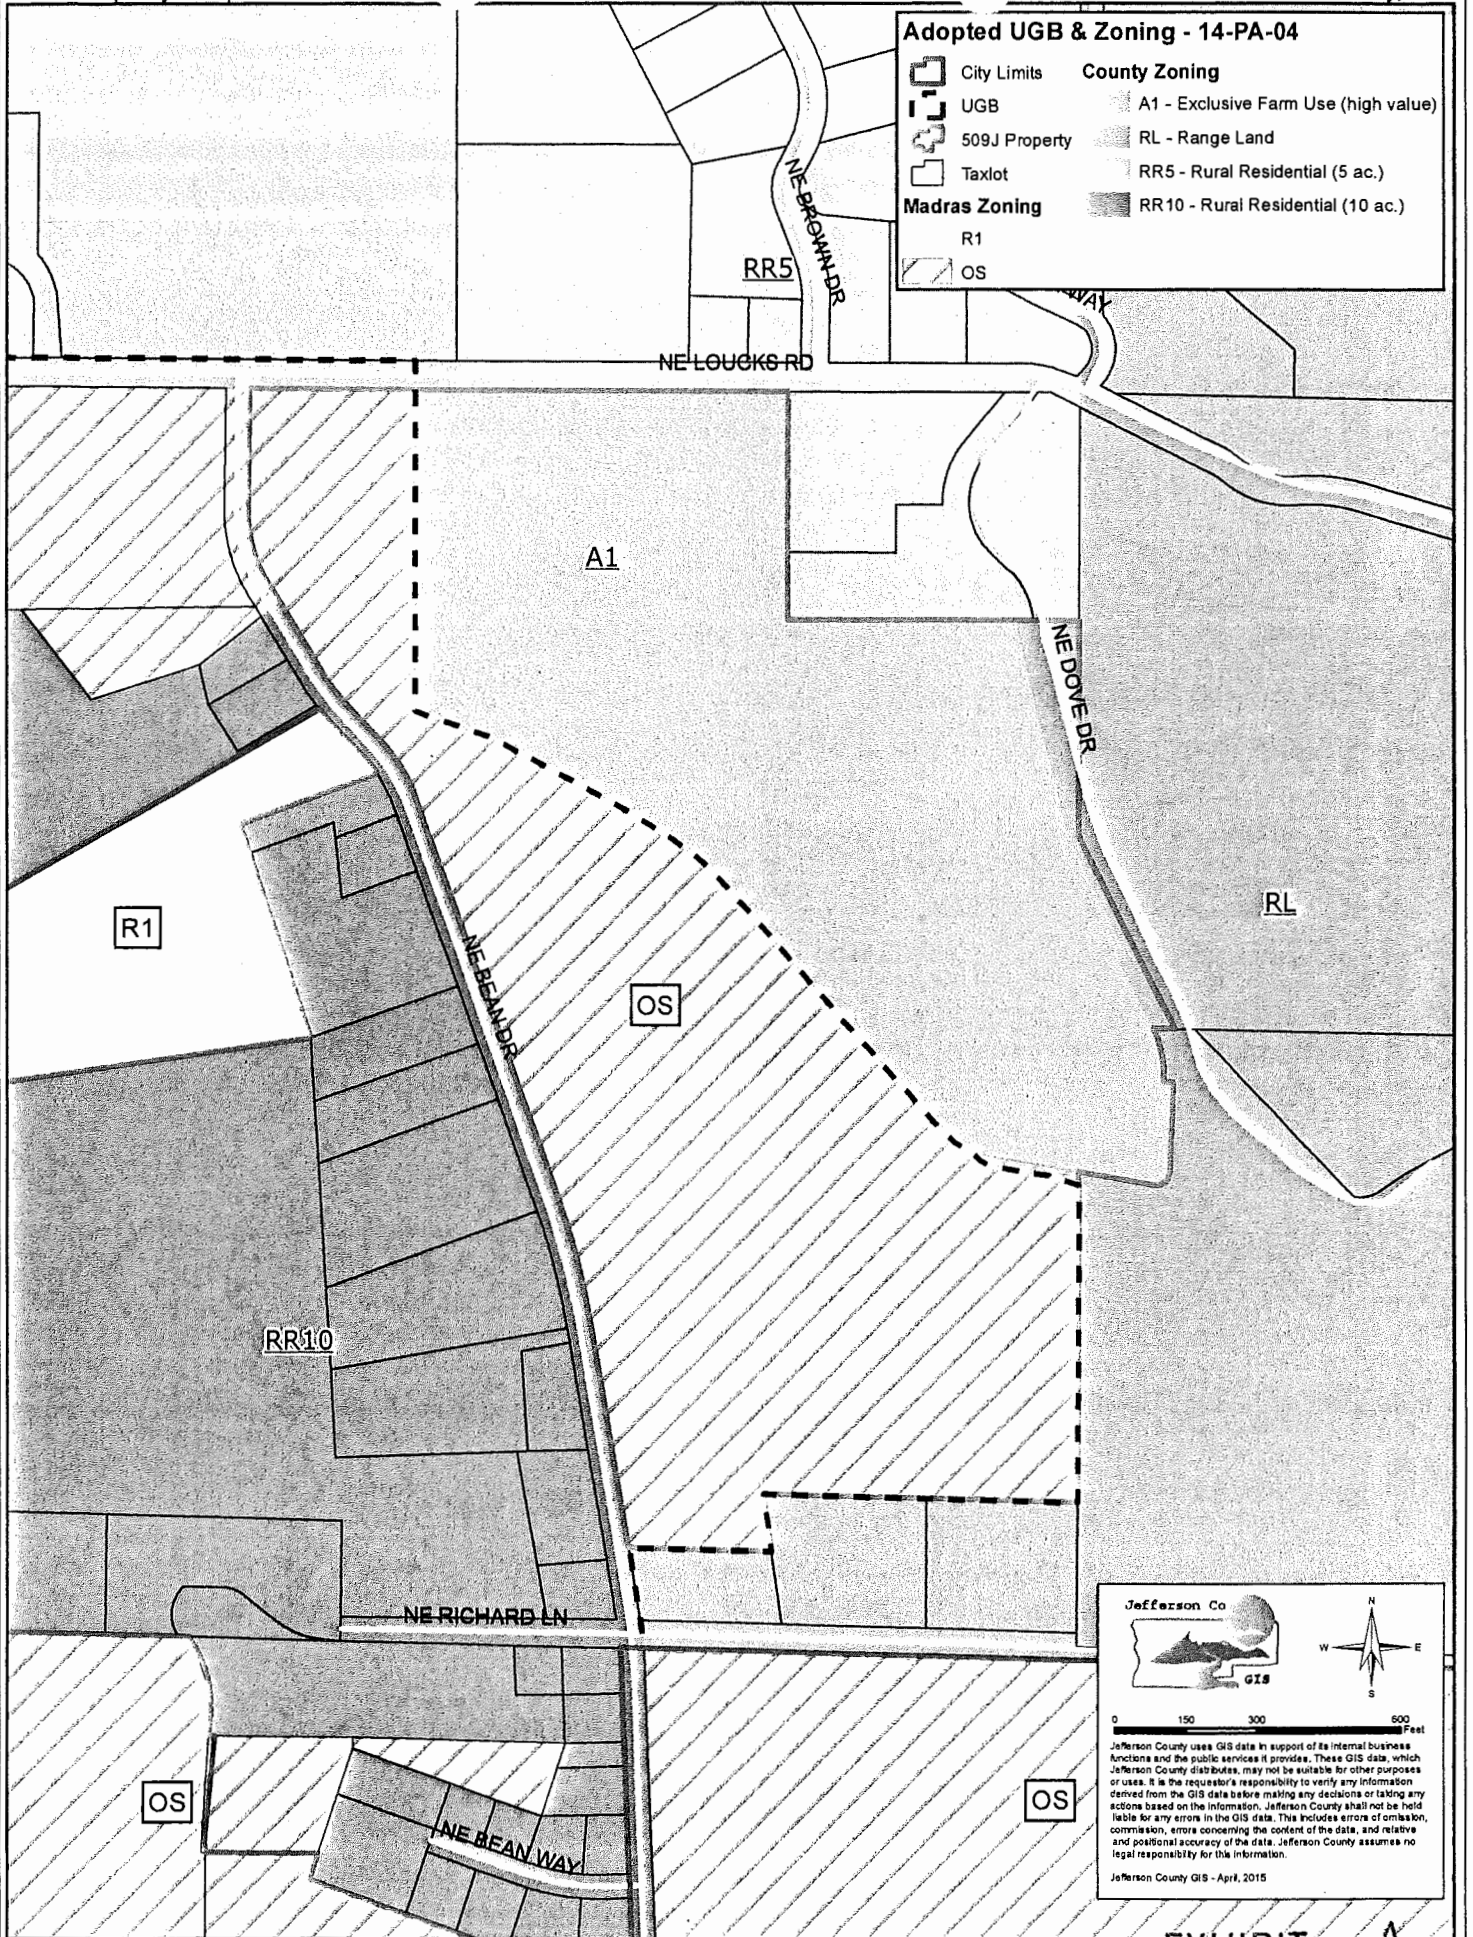 Adopted UGB & Zoning - 14-PA-04
City Limits
UGB
509J Property
Taxlot
Madras Zoning
R1
OS
County Zoning
A1 - Exclusive Farm Use (high value)
RL - Range Land
RR5 - Rural Residential (5 ac.)
RR10 - Rural Residential (10 ac.)
NE BROWN DR
RR5
WAY
NE LOUCKS RD
A1
NE DOVE DR
RL
R1
NE BEAN DR
OS
RR10
NE RICHARD LN
OS
OS
NE BEAN WAY
Jefferson Co
GIS
N
W
E
S
0 150 300 600
Feet
Jefferson County uses GIS data in support of its internal business
functions and the public services it provides. These GIS data, which
Jefferson County distributes, may not be suitable for other purposes
or uses. It is the requestor's responsibility to verify any information
derived from the GIS data before making any decisions or taking any
actions based on the information. Jefferson County shall not be held
liable for any errors in the GIS data. This includes errors of omission,
commission, errors concerning the content of the data, and relative
and positional accuracy of the data. Jefferson County assumes no
legal responsibility for this information.
Jefferson County GIS - April, 2015
EXHIBIT A